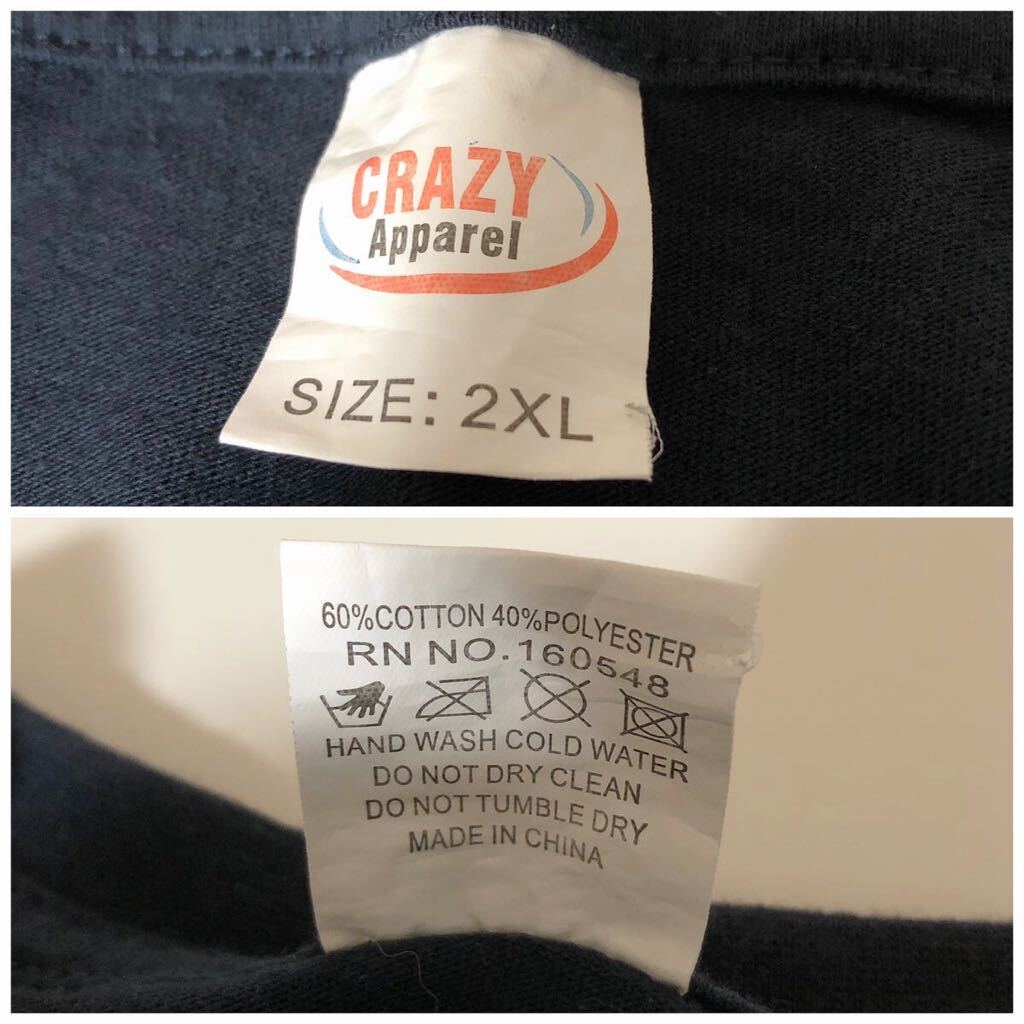 CRAZY
Apparel
SIZE: 2XL
60%COTTON 40%POLYESTER
RN NO.160548
HAND WASH COLD WATER
DO NOT DRY CLEAN
DO NOT TUMBLE DRY
MADE IN CHINA